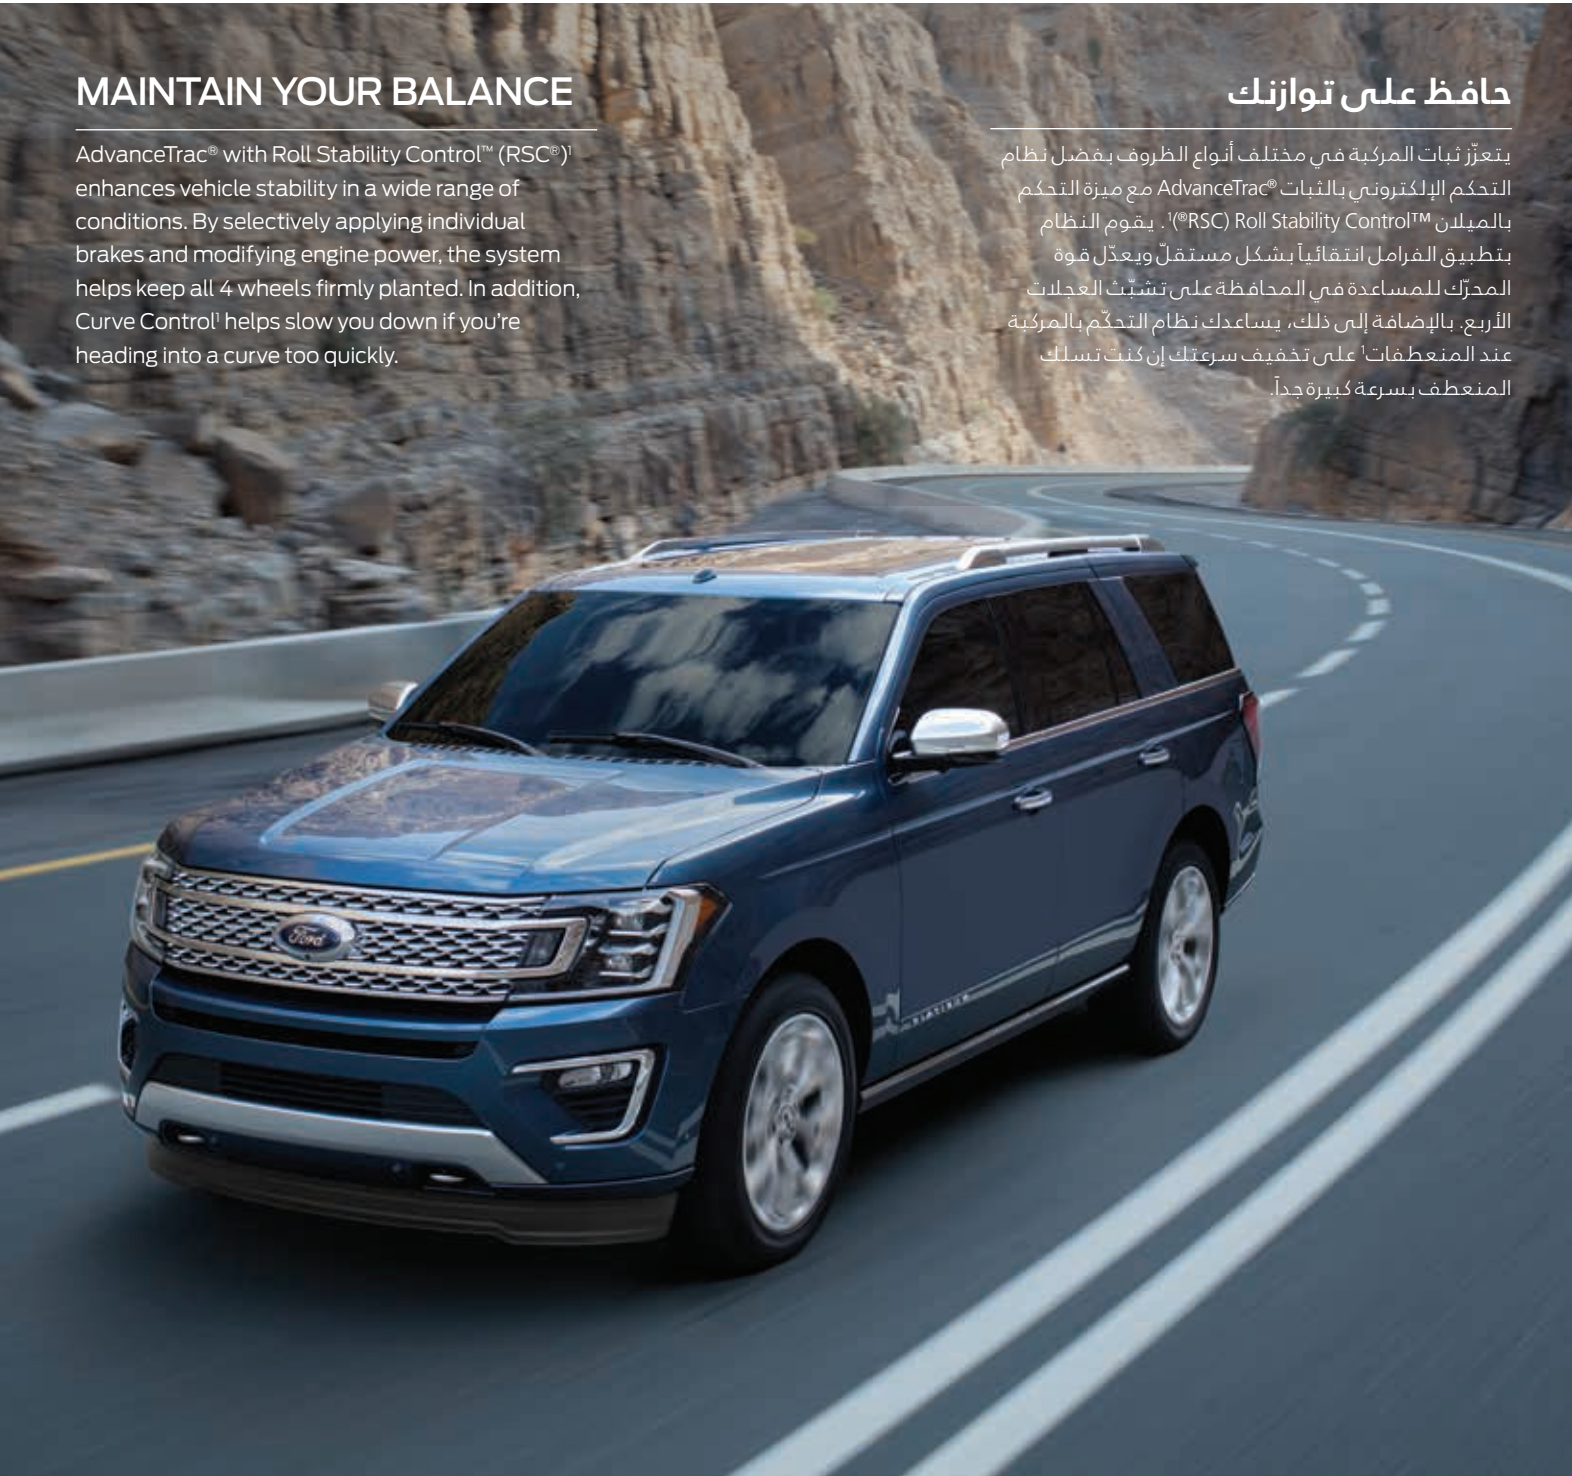 MAINTAIN YOUR BALANCE
AdvanceTrac® with Roll Stability Control™ (RSC®)¹
enhances vehicle stability in a wide range of
conditions. By selectively applying individual
brakes and modifying engine power, the system
helps keep all 4 wheels firmly planted. In addition,
Curve Control¹ helps slow you down if you’re
heading into a curve too quickly.
حافظ على توازنك
يتعزّز ثبات المركبة في مختلف أنواع الظروف بفضل نظام
التحكم الإلكتروني بالثبات AdvanceTrac® مع ميزة التحكم
بالميلان Roll Stability Control™ (RSC®)¹. يقوم النظام
بتطبيق الفرامل انتقائياً بشكل مستقلّ ويعدّل قوة
المحرّك للمساعدة في المحافظة على تشبّث العجلات
الأربع. بالإضافة إلى ذلك، يساعدك نظام التحكّم بالمركبة
عند المنعطفات¹ على تخفيف سرعتك إن كنت تسلك
المنعطف بسرعة كبيرة جداً.
Ford
PLATINUM